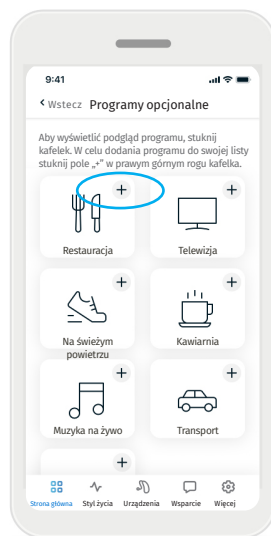 9:41
Wstecz Programy opcjonalne
Aby wyświetlić podgląd programu, stuknij
kafelek. W celu dodania programu do swojej listy
stuknij pole „+" w prawym górnym rogu kafelka.
+
+
Restauracja
Telewizja
+
+
Na świeżym
powietrzu
Kawiarnia
+
+
Muzyka na żywo
Transport
+
Strona główna Styl życia Urządzenia Wsparcie Więcej